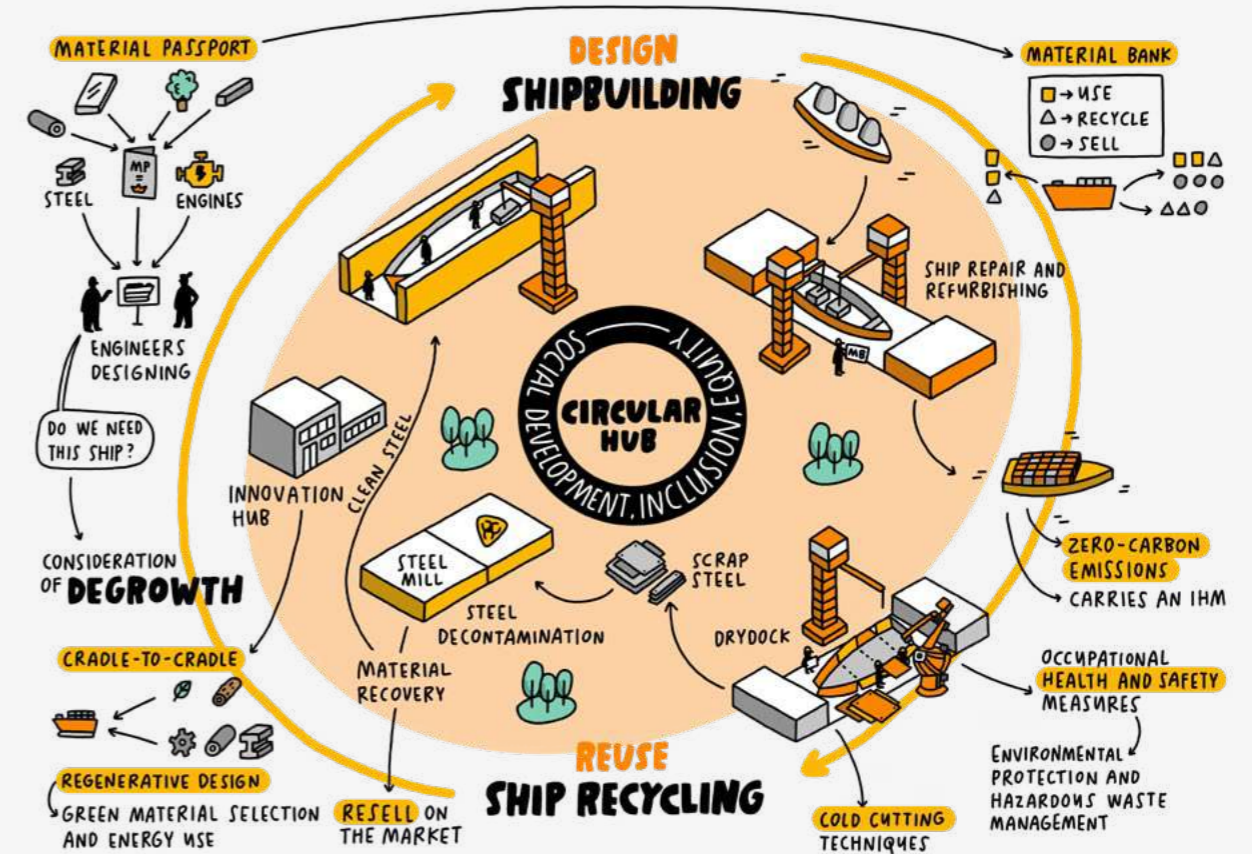 MATERIAL PASSPORT
MP
=
STEEL
ENGINES
ENGINEERS
DESIGNING
DO WE NEED
THIS SHIP?
CONSIDERATION
OF DEGROWTH
DESIGN
SHIPBUILDING
MATERIAL BANK
→ USE
→ RECYCLE
→ SELL
SHIP REPAIR AND
REFURBISHING
MB
CIRCULAR
HUB
SOCIAL DEVELOPMENT, INCLUSION, EQUITY
INNOVATION
HUB
CLEAN STEEL
STEEL
MILL
STEEL
DECONTAMINATION
SCRAP
STEEL
DRYDOCK
MATERIAL
RECOVERY
ZERO-CARBON
EMISSIONS
CARRIES AN IHM
OCCUPATIONAL
HEALTH AND SAFETY
MEASURES
ENVIRONMENTAL
PROTECTION AND
HAZARDOUS WASTE
MANAGEMENT
CRADLE-TO-CRADLE
REGENERATIVE DESIGN
GREEN MATERIAL SELECTION
AND ENERGY USE
RESELL ON
THE MARKET
REUSE
SHIP RECYCLING
COLD CUTTING
TECHNIQUES